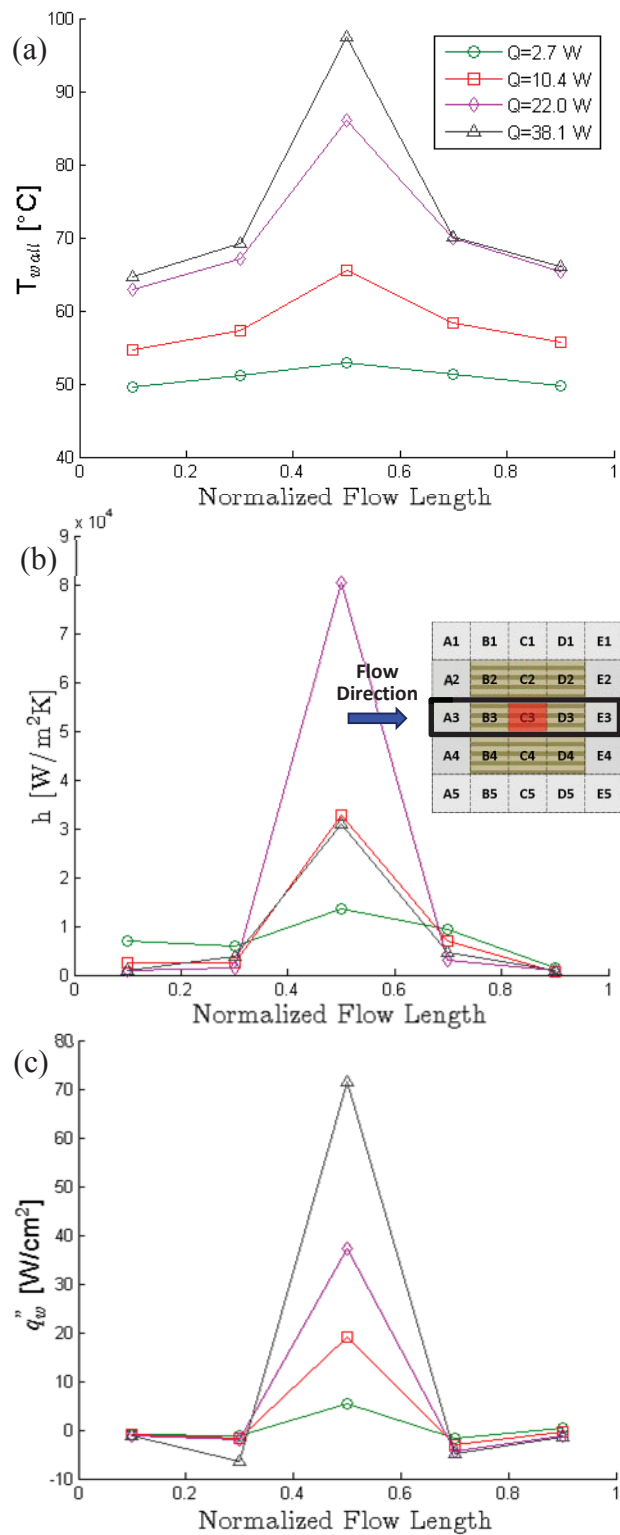 (a)
T_wall [°C]
100
90
80
70
60
50
40
0
0.2
0.4
0.6
0.8
1
Normalized Flow Length
Q=2.7 W
Q=10.4 W
Q=22.0 W
Q=38.1 W
(b)
x 10^4
h [W/m^2K]
9
8
7
6
5
4
3
2
1
0
0
0.2
0.4
0.6
0.8
1
Normalized Flow Length
Flow
Direction
A1 B1 C1 D1 E1
A2 B2 C2 D2 E2
A3 B3 C3 D3 E3
A4 B4 C4 D4 E4
A5 B5 C5 D5 E5
(c)
q_w" [W/cm^2]
80
70
60
50
40
30
20
10
0
-10
0
0.2
0.4
0.6
0.8
1
Normalized Flow Length